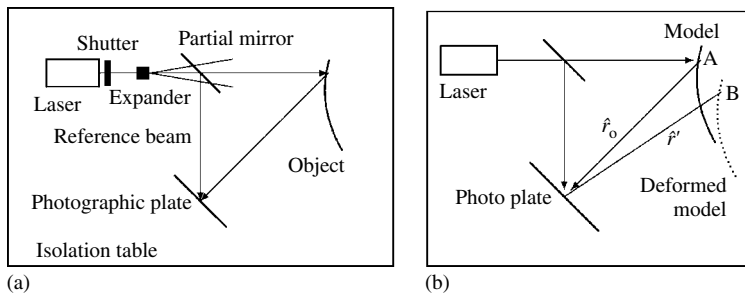 Partial mirror
Shutter
Laser
Expander
Reference beam
Object
Photographic plate
Isolation table
(a)
Model
A
Laser
B
r̂o
r̂′
Photo plate
Deformed
model
(b)